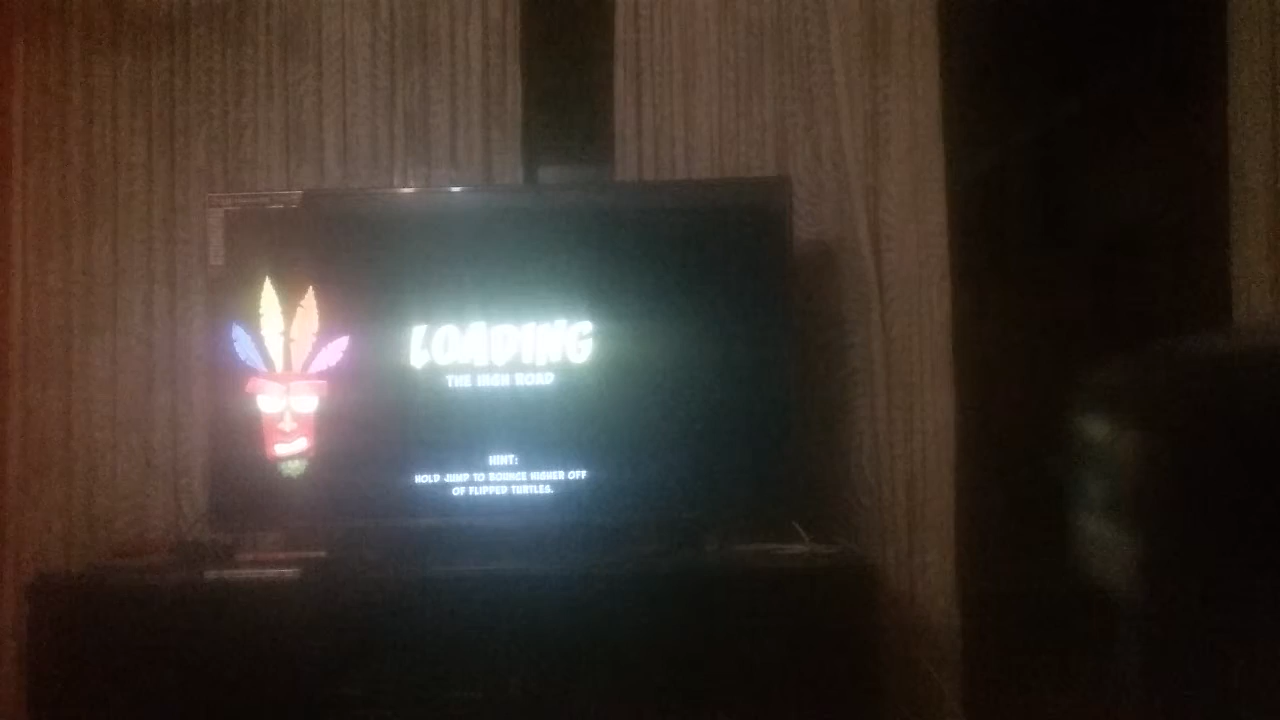 LOADING
THE HIGH ROAD
HINT:
HOLD JUMP TO BOUNCE HIGHER OFF
OF FLIPPED TURTLES.